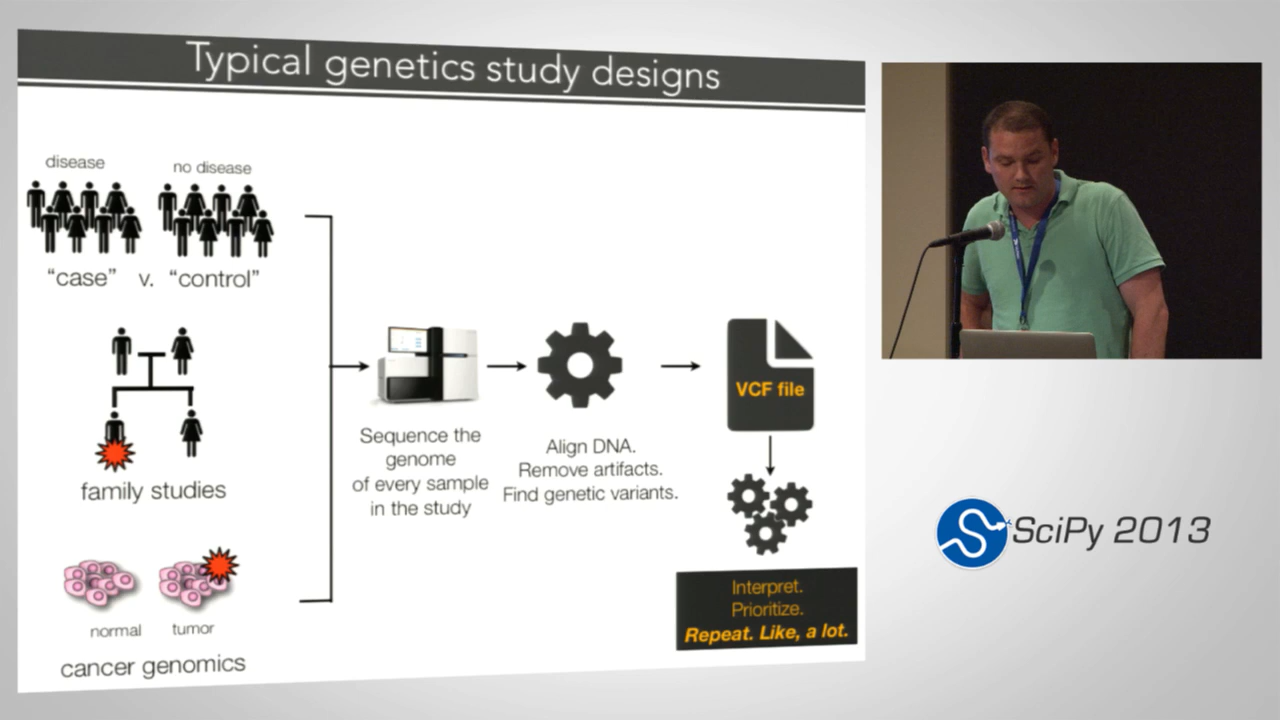 Typical genetics study designs
disease
no disease
“case” v. “control”
family studies
normal
tumor
cancer genomics
Sequence the
genome
of every sample
in the study
Align DNA.
Remove artifacts.
Find genetic variants.
VCF file
Interpret.
Prioritize.
Repeat. Like, a lot.
SciPy 2013